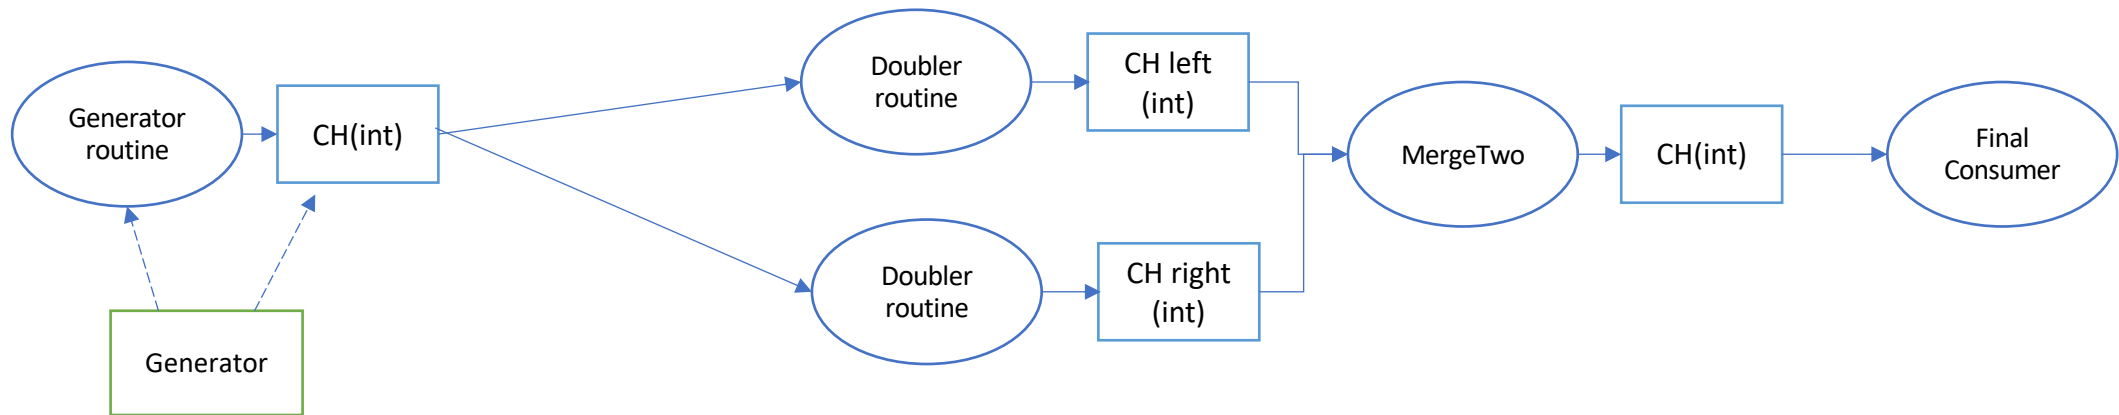 Generator
routine
CH(int)
Generator
Doubler
routine
CH left
(int)
Doubler
routine
CH right
(int)
MergeTwo
CH(int)
Final
Consumer